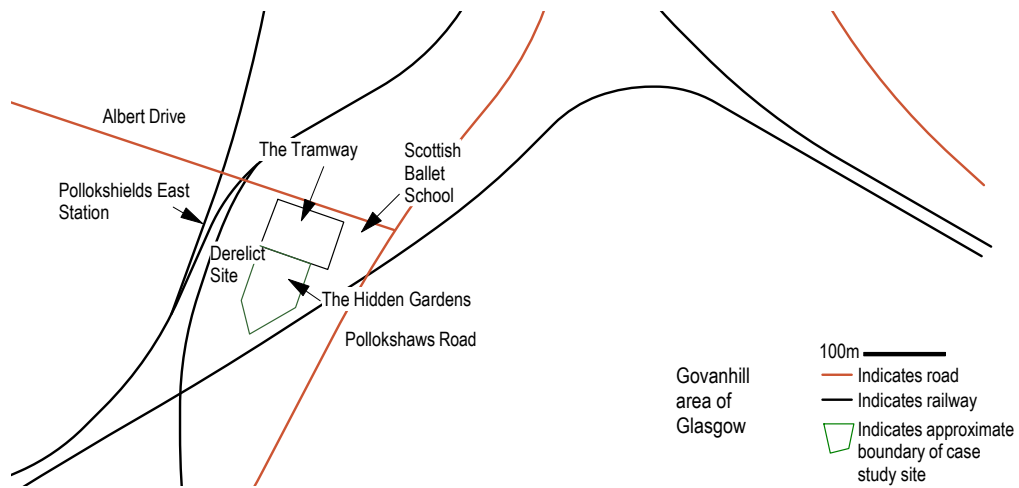 Albert Drive
The Tramway
Scottish
Ballet
School
Pollokshields East
Station
Derelict
Site
The Hidden Gardens
Pollokshaws Road
Govanhill
area of
Glasgow
100m
Indicates road
Indicates railway
Indicates approximate
boundary of case
study site